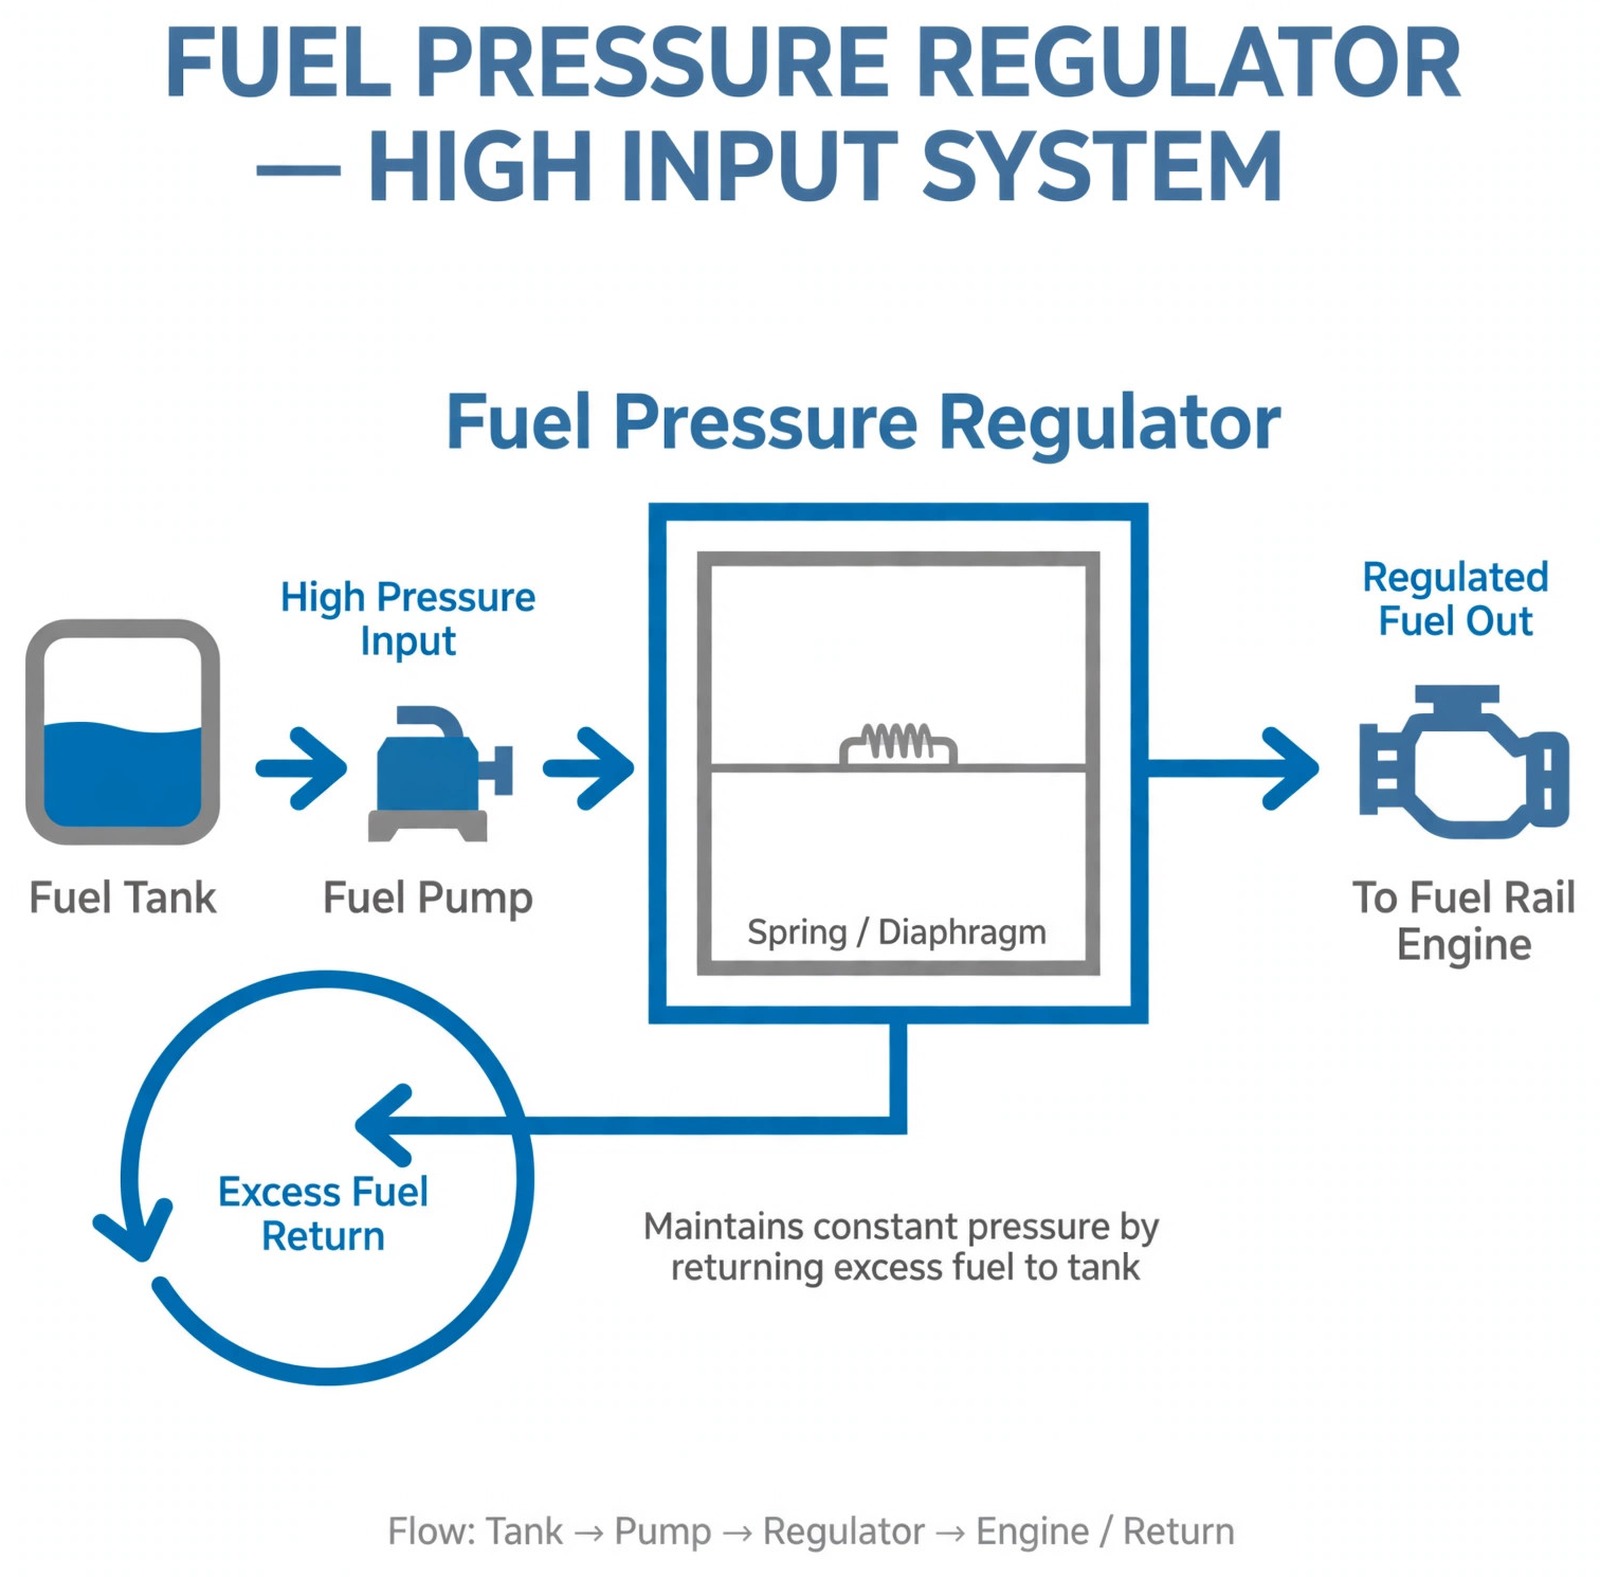 FUEL PRESSURE REGULATOR
— HIGH INPUT SYSTEM
Fuel Pressure Regulator
High Pressure
Input
Regulated
Fuel Out
Fuel Tank
Fuel Pump
Spring / Diaphragm
To Fuel Rail
Engine
Excess Fuel
Return
Maintains constant pressure by
returning excess fuel to tank
Flow: Tank → Pump → Regulator → Engine / Return